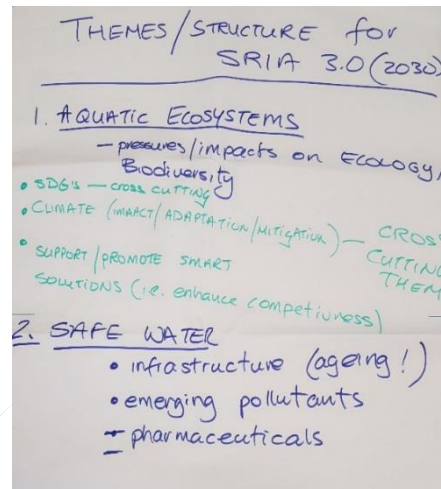 THEMES/STRUCTURE for
SRIA 3.0 (2030)
1. AQUATIC ECOSYSTEMS
- pressures/impacts on ECOLOGY,
Biodiversity
• SDG's - cross cutting
• CLIMATE (IMPACT/ADAPTATION/MITIGATION) - CROSS
CUTTING
THEM
• SUPPORT/PROMOTE SMART
SOLUTIONS (i.e. enhance competivness)
2. SAFE WATER
• infrastructure (ageing!)
• emerging pollutants
- pharmaceuticals